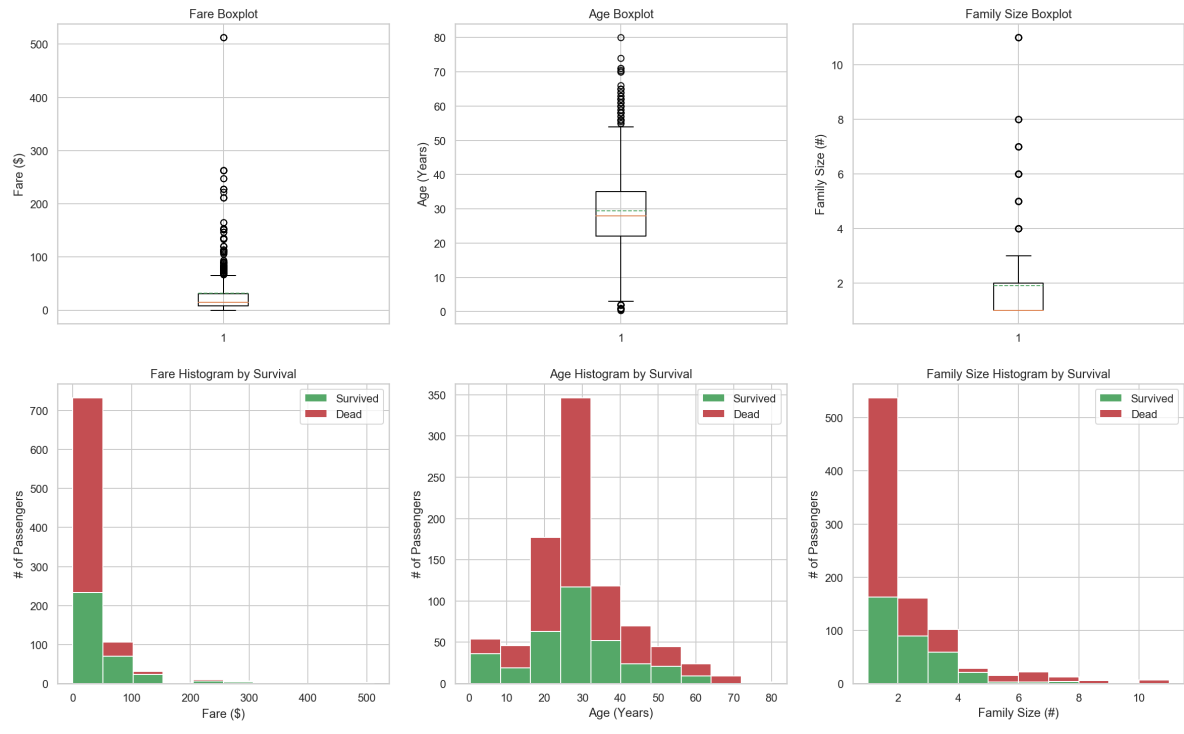 Fare Boxplot
Fare ($)
500
400
300
200
100
0
1
Age Boxplot
Age (Years)
80
70
60
50
40
30
20
10
0
1
Family Size Boxplot
Family Size (#)
10
8
6
4
2
1
Fare Histogram by Survival
# of Passengers
700
600
500
400
300
200
100
0
Survived
Dead
0 100 200 300 400 500
Fare ($)
Age Histogram by Survival
# of Passengers
350
300
250
200
150
100
50
0
Survived
Dead
0 10 20 30 40 50 60 70 80
Age (Years)
Family Size Histogram by Survival
# of Passengers
500
400
300
200
100
0
Survived
Dead
2 4 6 8 10
Family Size (#)